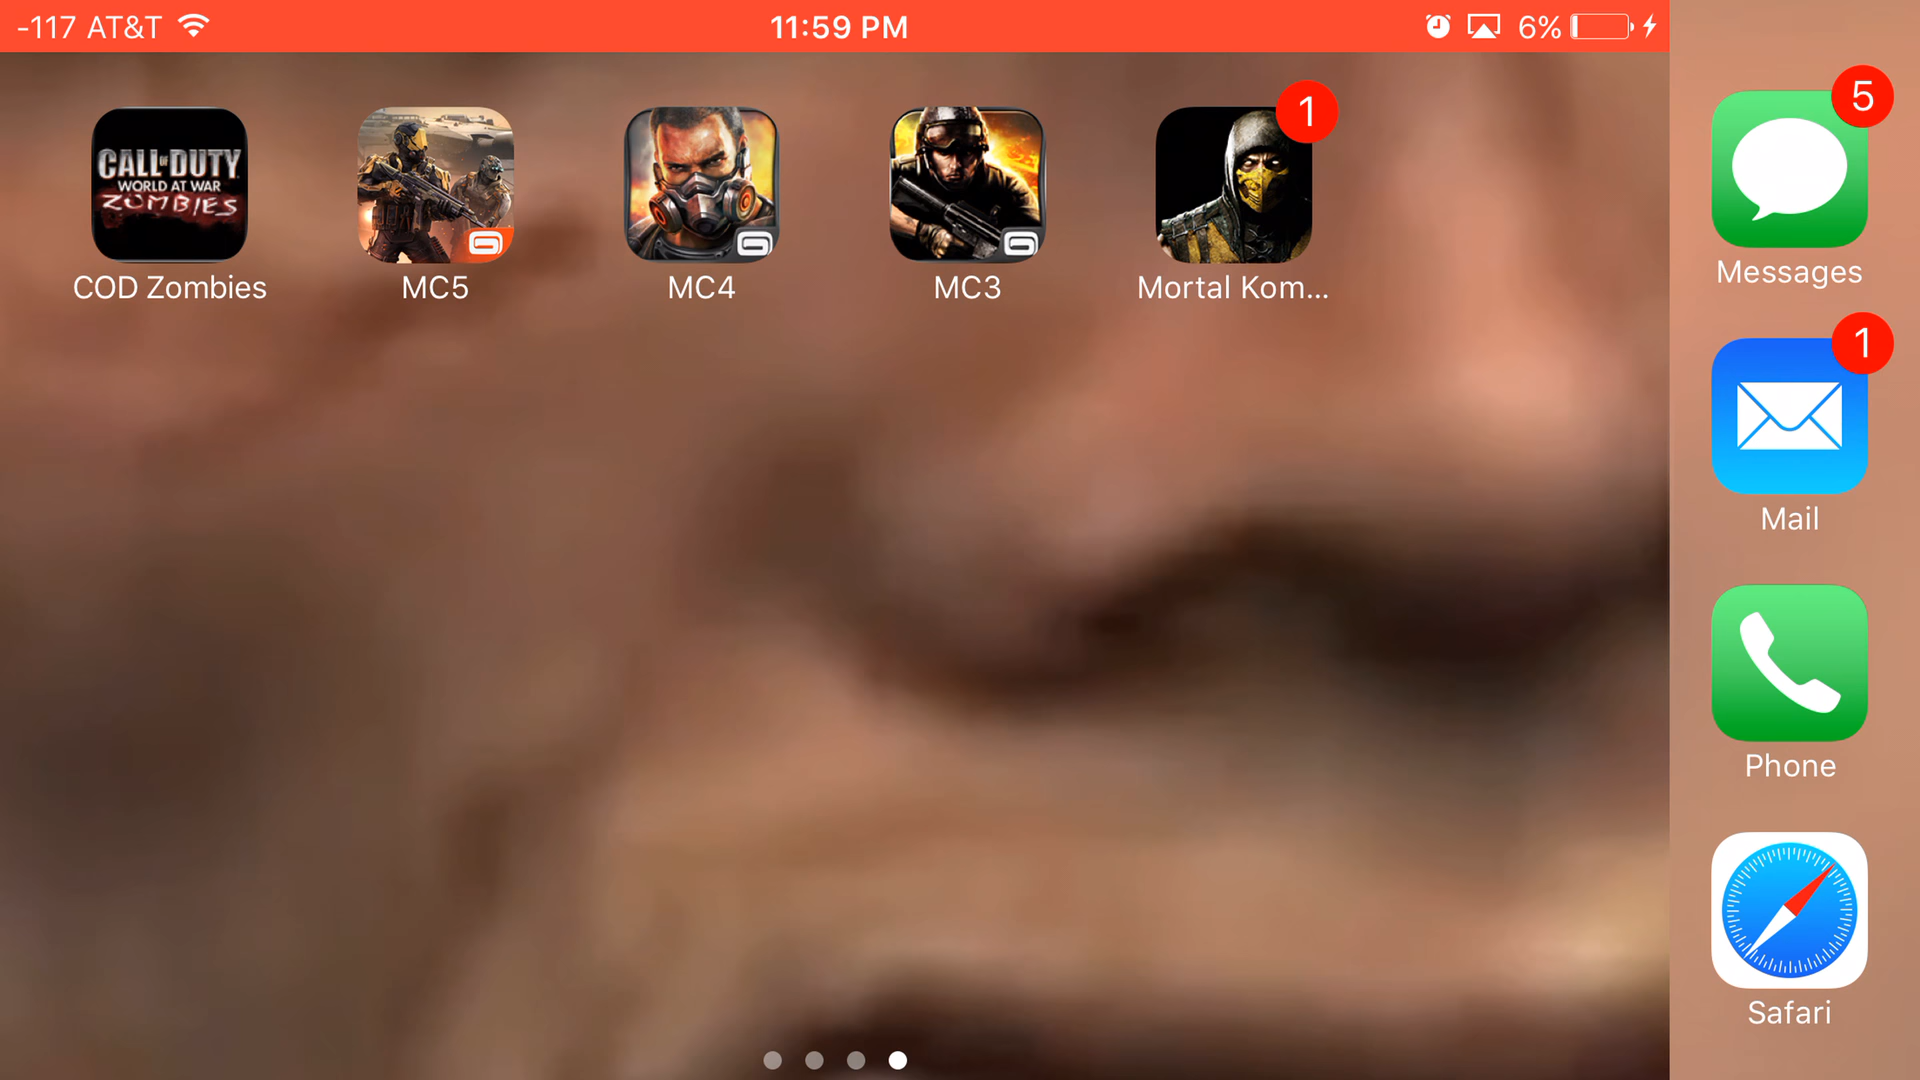 -117 AT&T 11:59 PM 6%
CALL OF DUTY
WORLD AT WAR
ZOMBIES
1
COD Zombies MC5 MC4 MC3 Mortal Kom...
5
Messages
1
Mail
Phone
Safari